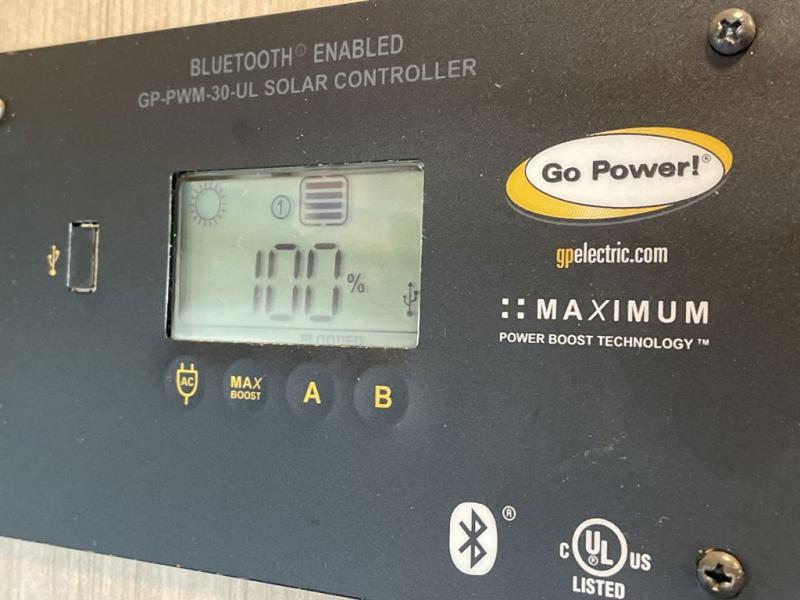 BLUETOOTH® ENABLED
GP-PWM-30-UL SOLAR CONTROLLER
Go Power!®
gpelectric.com
::MAXIMUM
POWER BOOST TECHNOLOGY™
①
100%
FLOODED
AC
MAX
BOOST
A
B
®
C UL US
LISTED